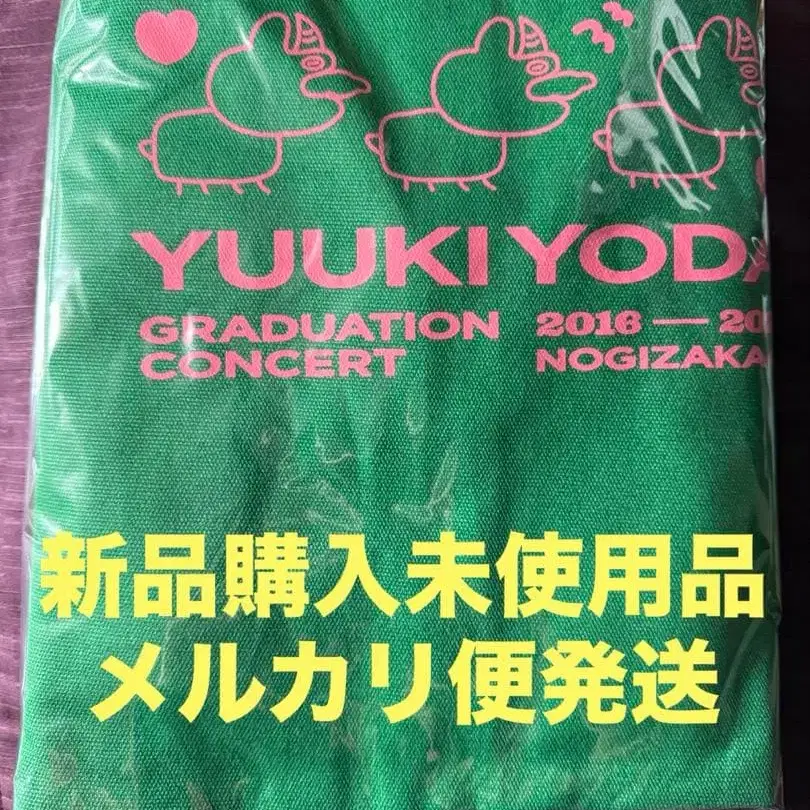 YUUKI YODA
GRADUATION 2016 — 20
CONCERT NOGIZAKA
新品購入未使用品
メルカリ便発送